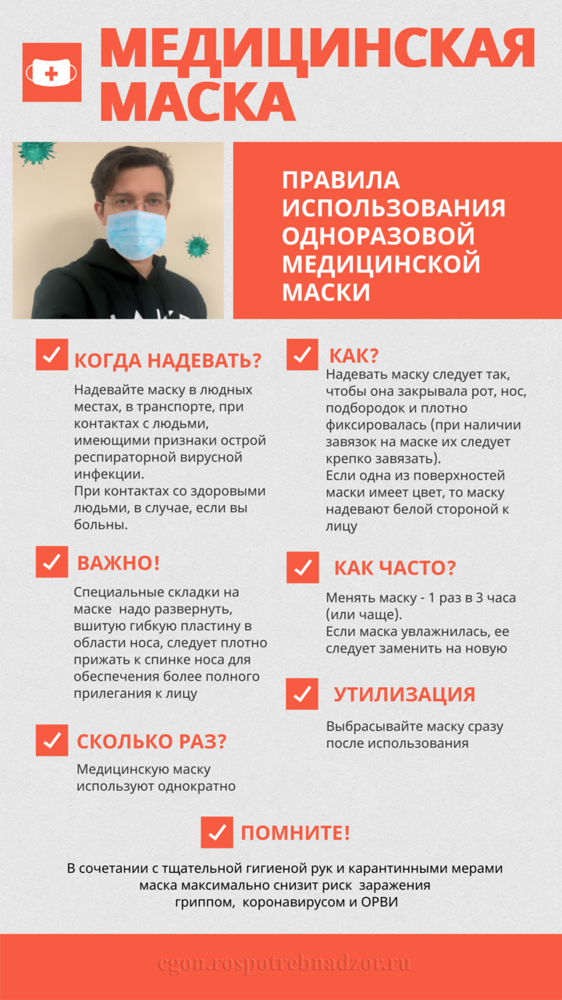 МЕДИЦИНСКАЯ
МАСКА
ПРАВИЛА
ИСПОЛЬЗОВАНИЯ
ОДНОРАЗОВОЙ
МЕДИЦИНСКОЙ
МАСКИ
КОГДА НАДЕВАТЬ?
Надевайте маску в людных
местах, в транспорте, при
контактах с людьми,
имеющими признаки острой
респираторной вирусной
инфекции.
При контактах со здоровыми
людьми, в случае, если вы
больны.
КАК?
Надевать маску следует так,
чтобы она закрывала рот, нос,
подбородок и плотно
фиксировалась (при наличии
завязок на маске их следует
крепко завязать).
Если одна из поверхностей
маски имеет цвет, то маску
надевают белой стороной к
лицу
ВАЖНО!
Специальные складки на
маске надо развернуть,
вшитую гибкую пластину в
области носа, следует плотно
прижать к спинке носа для
обеспечения более полного
прилегания к лицу
КАК ЧАСТО?
Менять маску - 1 раз в 3 часа
(или чаще).
Если маска увлажнилась, ее
следует заменить на новую
УТИЛИЗАЦИЯ
Выбрасывайте маску сразу
после использования
СКОЛЬКО РАЗ?
Медицинскую маску
используют однократно
ПОМНИТЕ!
В сочетании с тщательной гигиеной рук и карантинными мерами
маска максимально снизит риск заражения
гриппом, коронавирусом и ОРВИ
cgon.rospotrebnadzor.ru